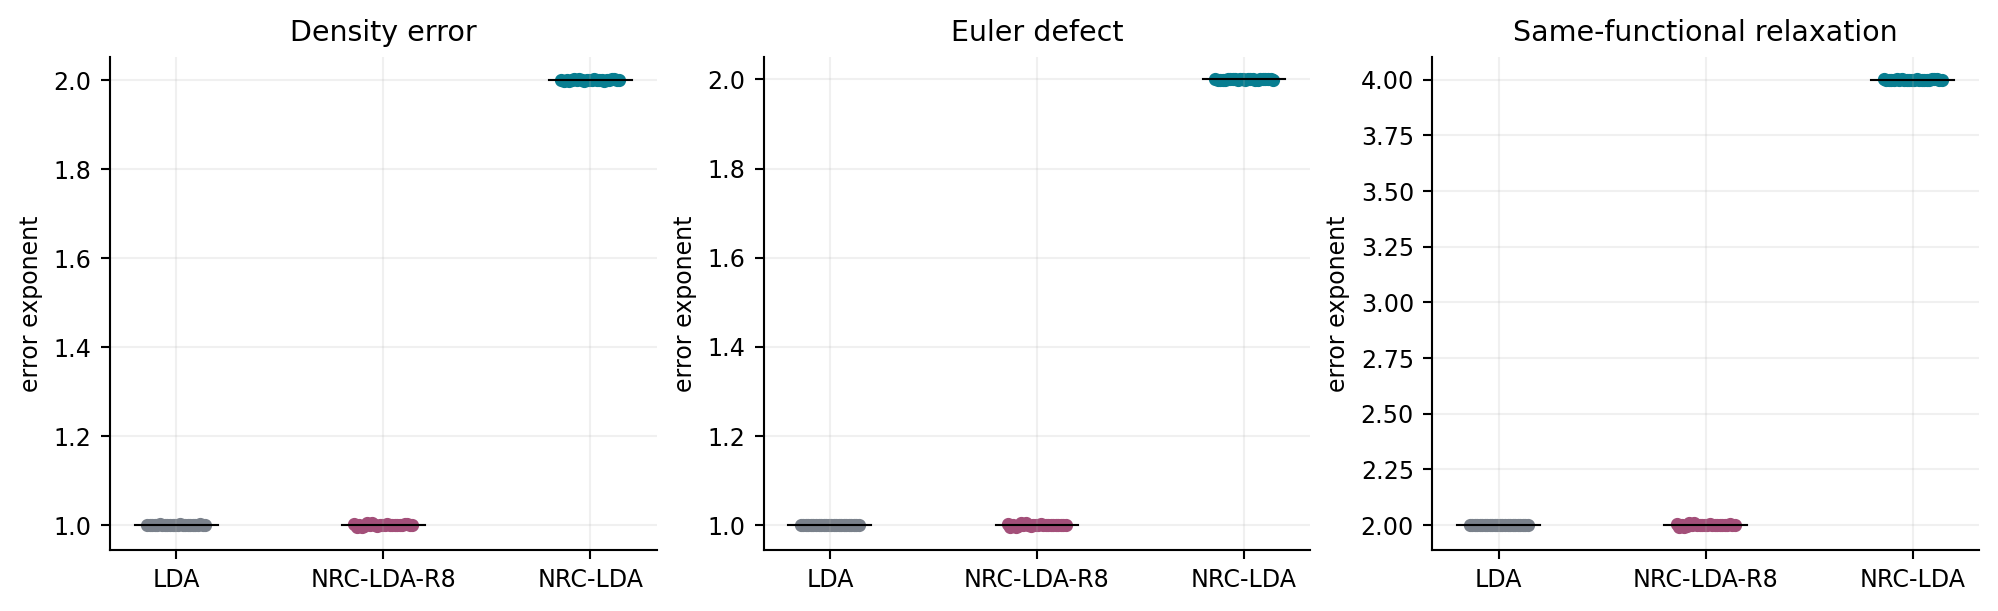 Density error
error exponent
2.0
1.8
1.6
1.4
1.2
1.0
LDA NRC-LDA-R8 NRC-LDA
Euler defect
error exponent
2.0
1.8
1.6
1.4
1.2
1.0
LDA NRC-LDA-R8 NRC-LDA
Same-functional relaxation
error exponent
4.00
3.75
3.50
3.25
3.00
2.75
2.50
2.25
2.00
LDA NRC-LDA-R8 NRC-LDA